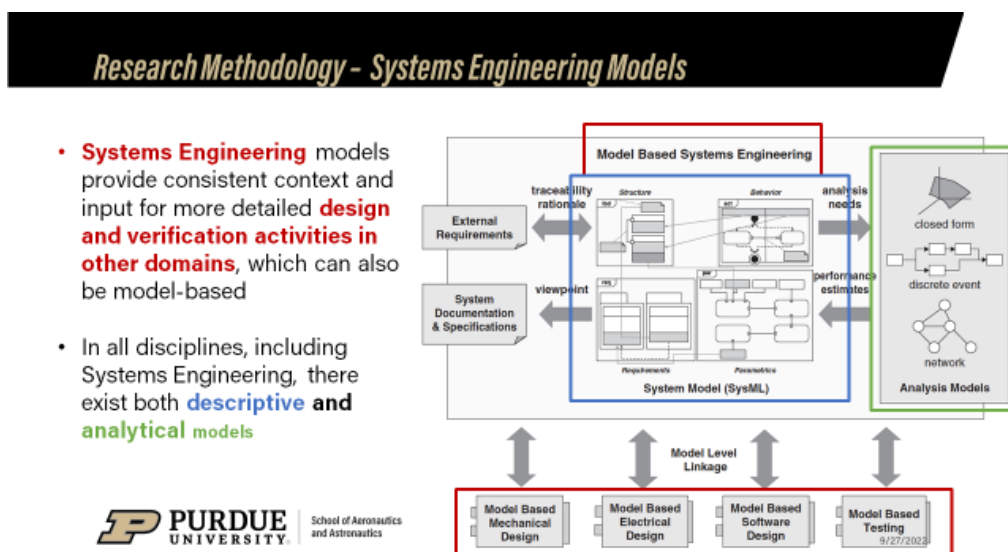 Research Methodology – Systems Engineering Models
• Systems Engineering models
provide consistent context and
input for more detailed design
and verification activities in
other domains, which can also
be model-based
• In all disciplines, including
Systems Engineering, there
exist both descriptive and
analytical models
Model Based Systems Engineering
traceability
rationale
Structure
Behavior
analysis
needs
External
Requirements
closed form
discrete event
System
Documentation
& Specifications
viewpoint
req
par
performance
estimates
network
Requirements
Parametrics
System Model (SysML)
Analysis Models
Model Level
Linkage
Model Based
Mechanical
Design
Model Based
Electrical
Design
Model Based
Software
Design
Model Based
Testing
PURDUE
UNIVERSITY®
School of Aeronautics
and Astronautics